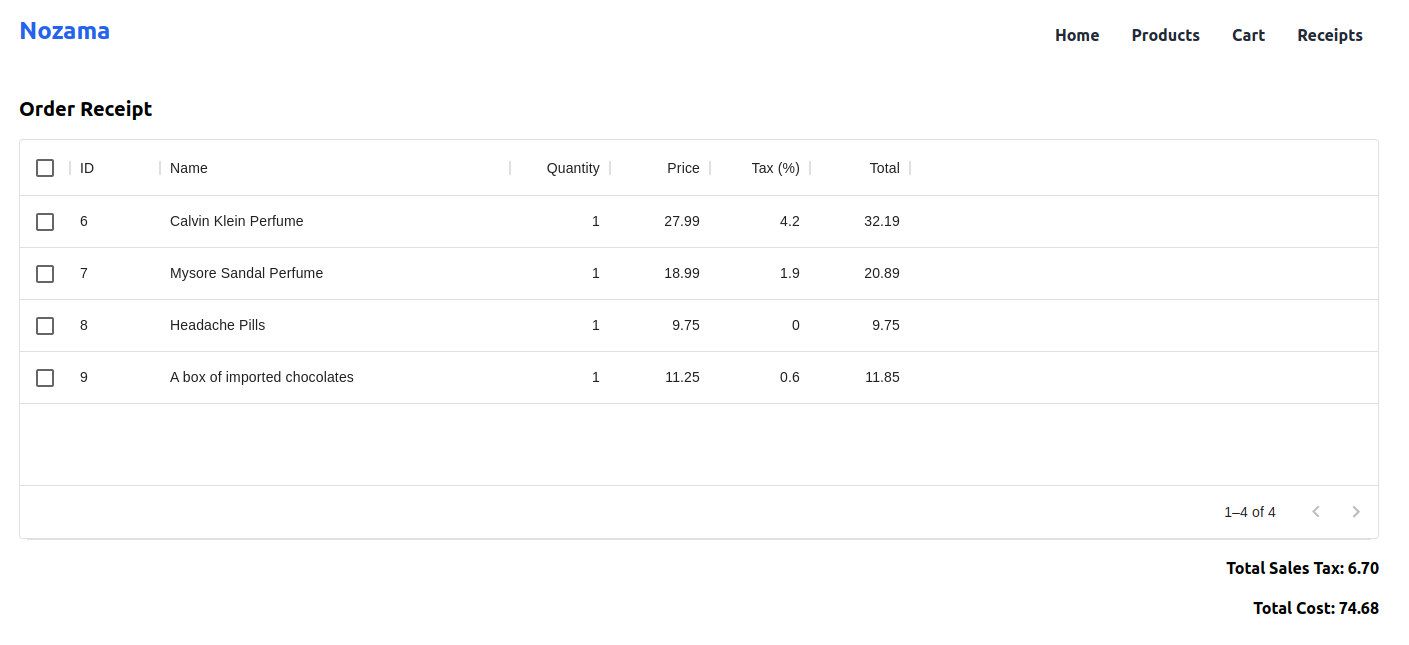 Nozama
Home Products Cart Receipts
Order Receipt
ID Name Quantity Price Tax (%) Total
6 Calvin Klein Perfume 1 27.99 4.2 32.19
7 Mysore Sandal Perfume 1 18.99 1.9 20.89
8 Headache Pills 1 9.75 0 9.75
9 A box of imported chocolates 1 11.25 0.6 11.85
1–4 of 4
Total Sales Tax: 6.70
Total Cost: 74.68